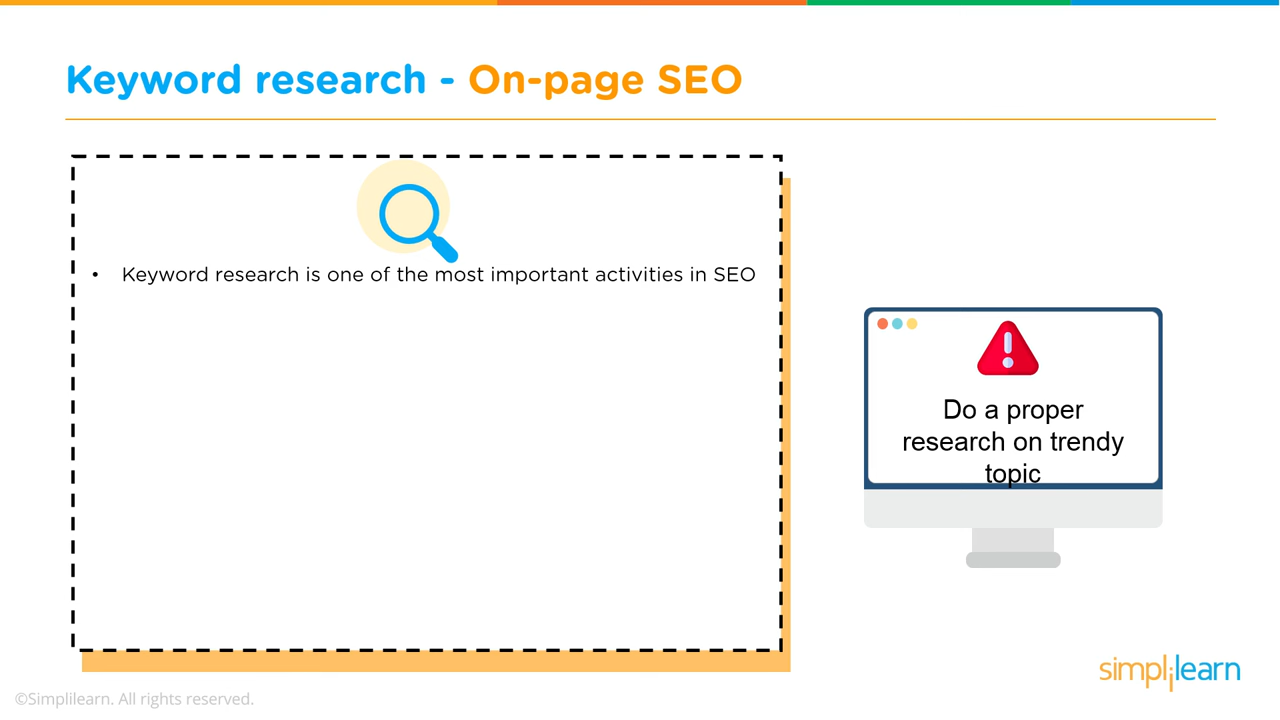 Keyword research - On-page SEO
• Keyword research is one of the most important activities in SEO
Do a proper
research on trendy
topic
simplilearn
©Simplilearn. All rights reserved.